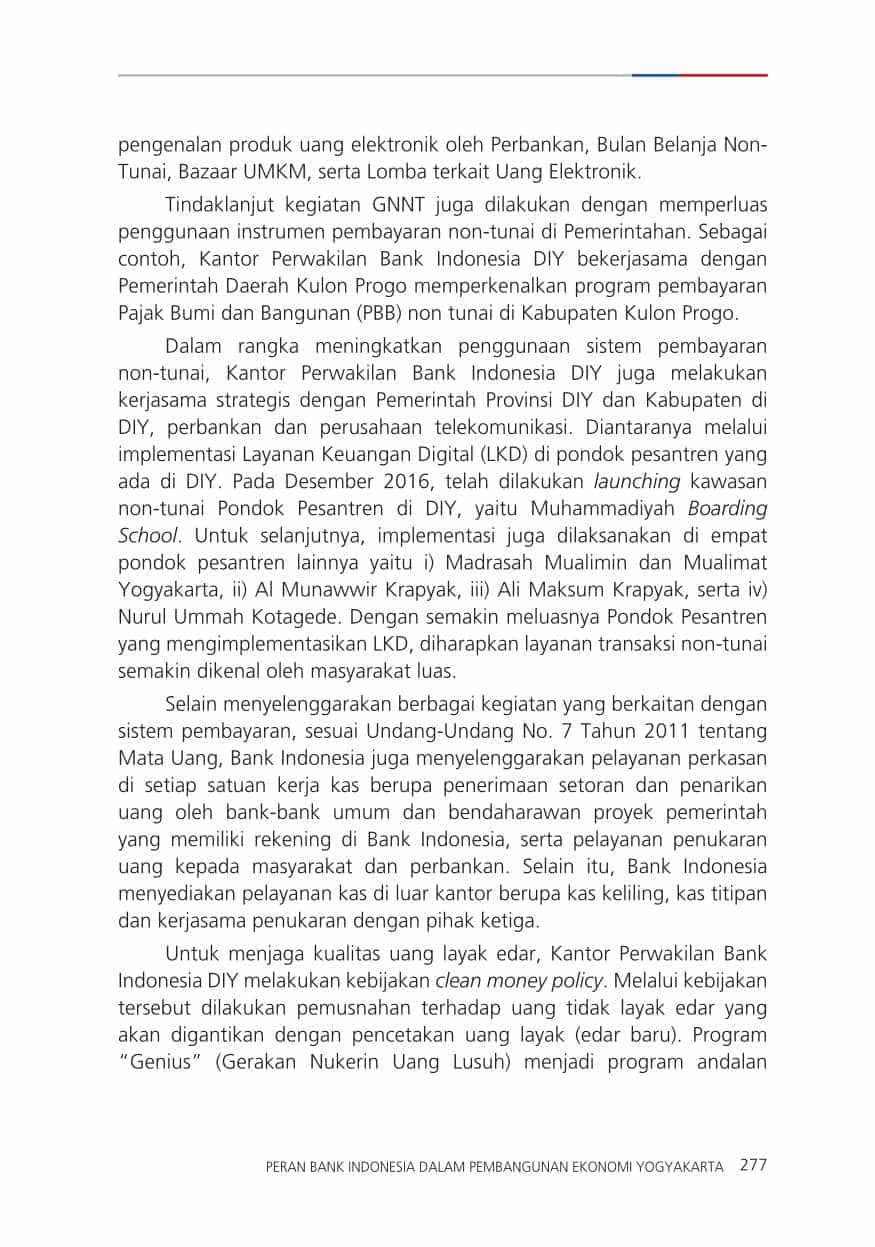 pengenalan produk uang elektronik oleh Perbankan, Bulan Belanja Non-
Tunai, Bazaar UMKM, serta Lomba terkait Uang Elektronik.
Tindaklanjut kegiatan GNNT juga dilakukan dengan memperluas
penggunaan instrumen pembayaran non-tunai di Pemerintahan. Sebagai
contoh, Kantor Perwakilan Bank Indonesia DIY bekerjasama dengan
Pemerintah Daerah Kulon Progo memperkenalkan program pembayaran
Pajak Bumi dan Bangunan (PBB) non tunai di Kabupaten Kulon Progo.
Dalam rangka meningkatkan penggunaan sistem pembayaran
non-tunai, Kantor Perwakilan Bank Indonesia DIY juga melakukan
kerjasama strategis dengan Pemerintah Provinsi DIY dan Kabupaten di
DIY, perbankan dan perusahaan telekomunikasi. Diantaranya melalui
implementasi Layanan Keuangan Digital (LKD) di pondok pesantren yang
ada di DIY. Pada Desember 2016, telah dilakukan launching kawasan
non-tunai Pondok Pesantren di DIY, yaitu Muhammadiyah Boarding
School. Untuk selanjutnya, implementasi juga dilaksanakan di empat
pondok pesantren lainnya yaitu i) Madrasah Mualimin dan Mualimat
Yogyakarta, ii) Al Munawwir Krapyak, iii) Ali Maksum Krapyak, serta iv)
Nurul Ummah Kotagede. Dengan semakin meluasnya Pondok Pesantren
yang mengimplementasikan LKD, diharapkan layanan transaksi non-tunai
semakin dikenal oleh masyarakat luas.
Selain menyelenggarakan berbagai kegiatan yang berkaitan dengan
sistem pembayaran, sesuai Undang-Undang No. 7 Tahun 2011 tentang
Mata Uang, Bank Indonesia juga menyelenggarakan pelayanan perkasan
di setiap satuan kerja kas berupa penerimaan setoran dan penarikan
uang oleh bank-bank umum dan bendaharawan proyek pemerintah
yang memiliki rekening di Bank Indonesia, serta pelayanan penukaran
uang kepada masyarakat dan perbankan. Selain itu, Bank Indonesia
menyediakan pelayanan kas di luar kantor berupa kas keliling, kas titipan
dan kerjasama penukaran dengan pihak ketiga.
Untuk menjaga kualitas uang layak edar, Kantor Perwakilan Bank
Indonesia DIY melakukan kebijakan clean money policy. Melalui kebijakan
tersebut dilakukan pemusnahan terhadap uang tidak layak edar yang
akan digantikan dengan pencetakan uang layak (edar baru). Program
“Genius” (Gerakan Nukerin Uang Lusuh) menjadi program andalan
PERAN BANK INDONESIA DALAM PEMBANGUNAN EKONOMI YOGYAKARTA 277